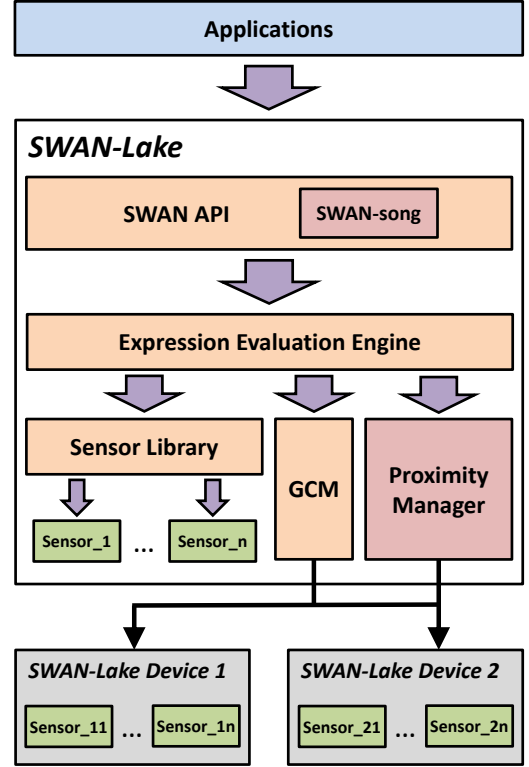 Applications
SWAN-Lake
SWAN API
SWAN-song
Expression Evaluation Engine
Sensor Library
GCM
Proximity
Manager
Sensor_1 ... Sensor_n
SWAN-Lake Device 1
SWAN-Lake Device 2
Sensor_11 ... Sensor_1n
Sensor_21 ... Sensor_2n